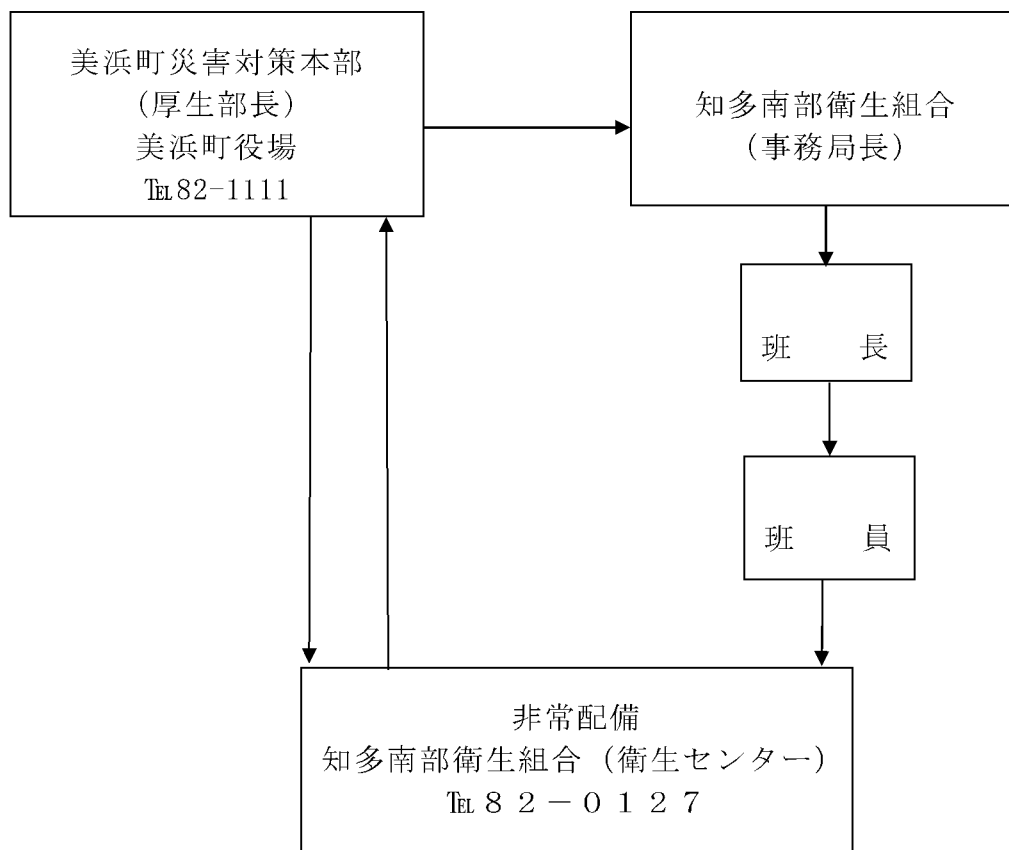 美浜町災害対策本部
(厚生部長)
美浜町役場
℡82-1111
知多南部衛生組合
(事務局長)
班　　長
班　　員
非常配備
知多南部衛生組合（衛生センター）
℡８２－０１２７